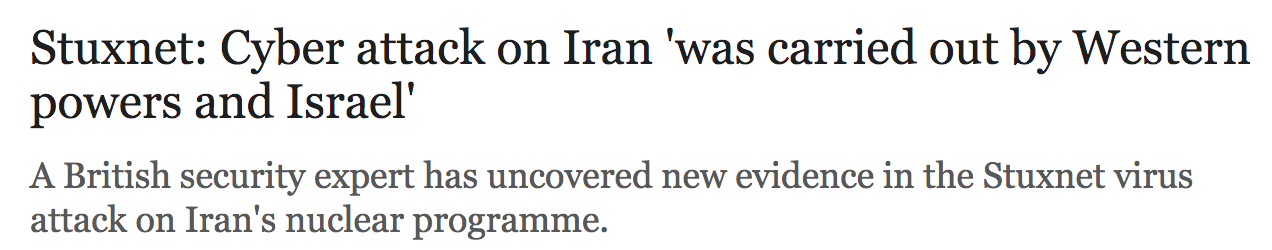 Stuxnet: Cyber attack on Iran 'was carried out by Western
powers and Israel'
A British security expert has uncovered new evidence in the Stuxnet virus
attack on Iran's nuclear programme.